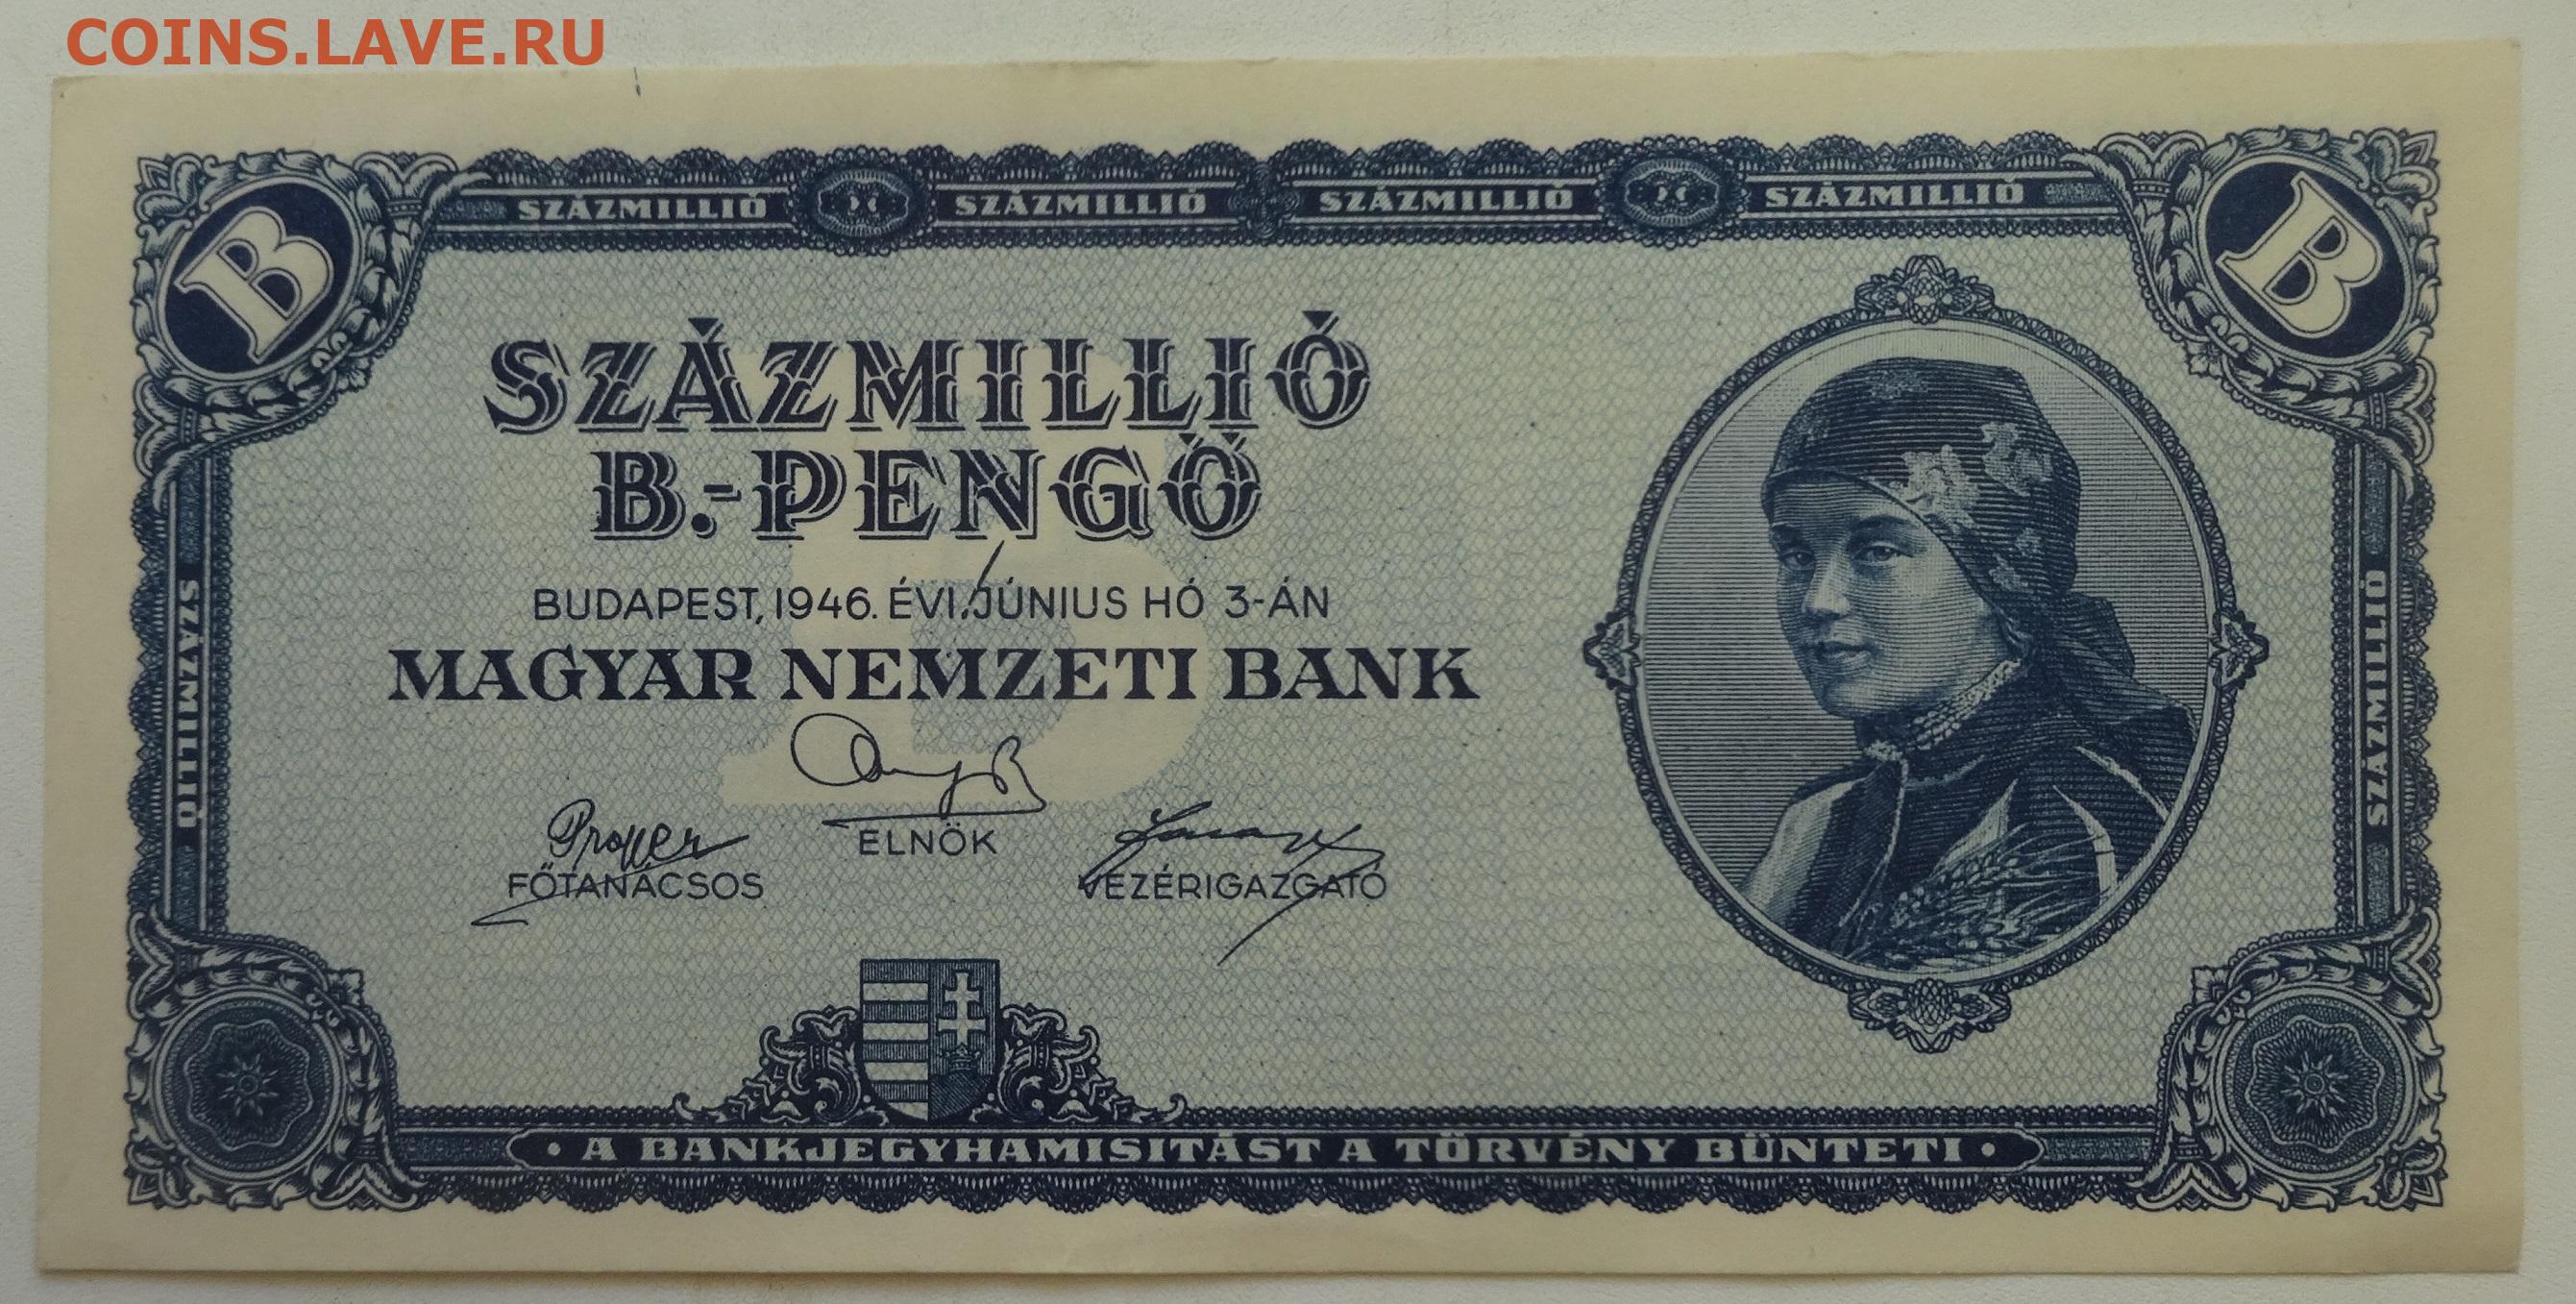 COINS.LAVE.RU
SZÁZMILLIÓ SZÁZMILLIÓ SZÁZMILLIÓ SZÁZMILLIÓ
B B
SZÁZMILLIÓ
B.-PENGŐ
BUDAPEST, 1946. ÉVI JÚNIUS HÓ 3-ÁN
MAGYAR NEMZETI BANK
ELNÖK
FŐTANÁCSOS VEZÉRIGAZGATÓ
SZÁZMILLIÓ
SZÁZMILLIÓ
• A BANKJEGYHAMISITÁST A TÖRVÉNY BÜNTETI •